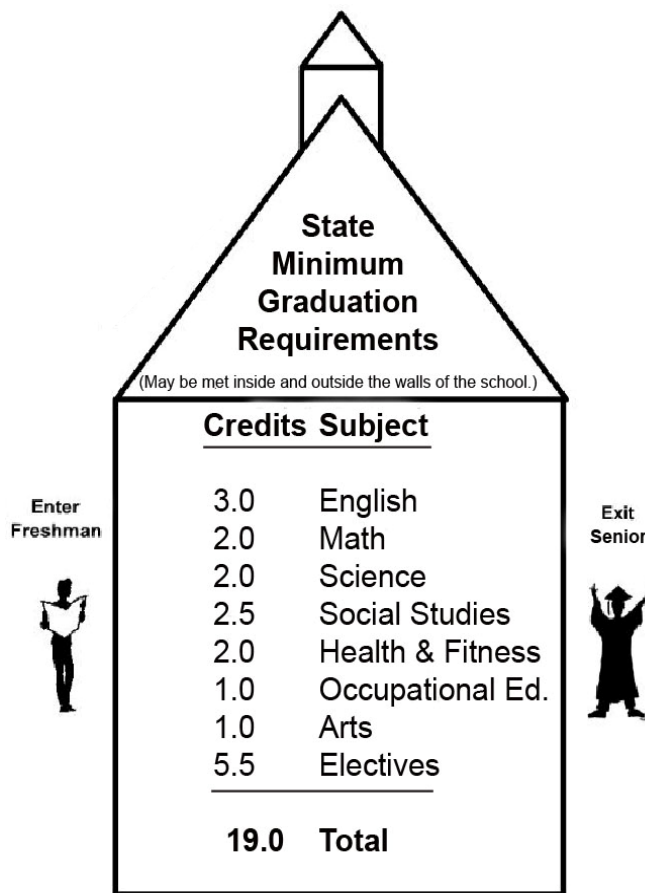 State
Minimum
Graduation
Requirements
(May be met inside and outside the walls of the school.)
Credits Subject
3.0 English
2.0 Math
2.0 Science
2.5 Social Studies
2.0 Health & Fitness
1.0 Occupational Ed.
1.0 Arts
5.5 Electives
19.0 Total
Enter
Freshman
Exit
Senior